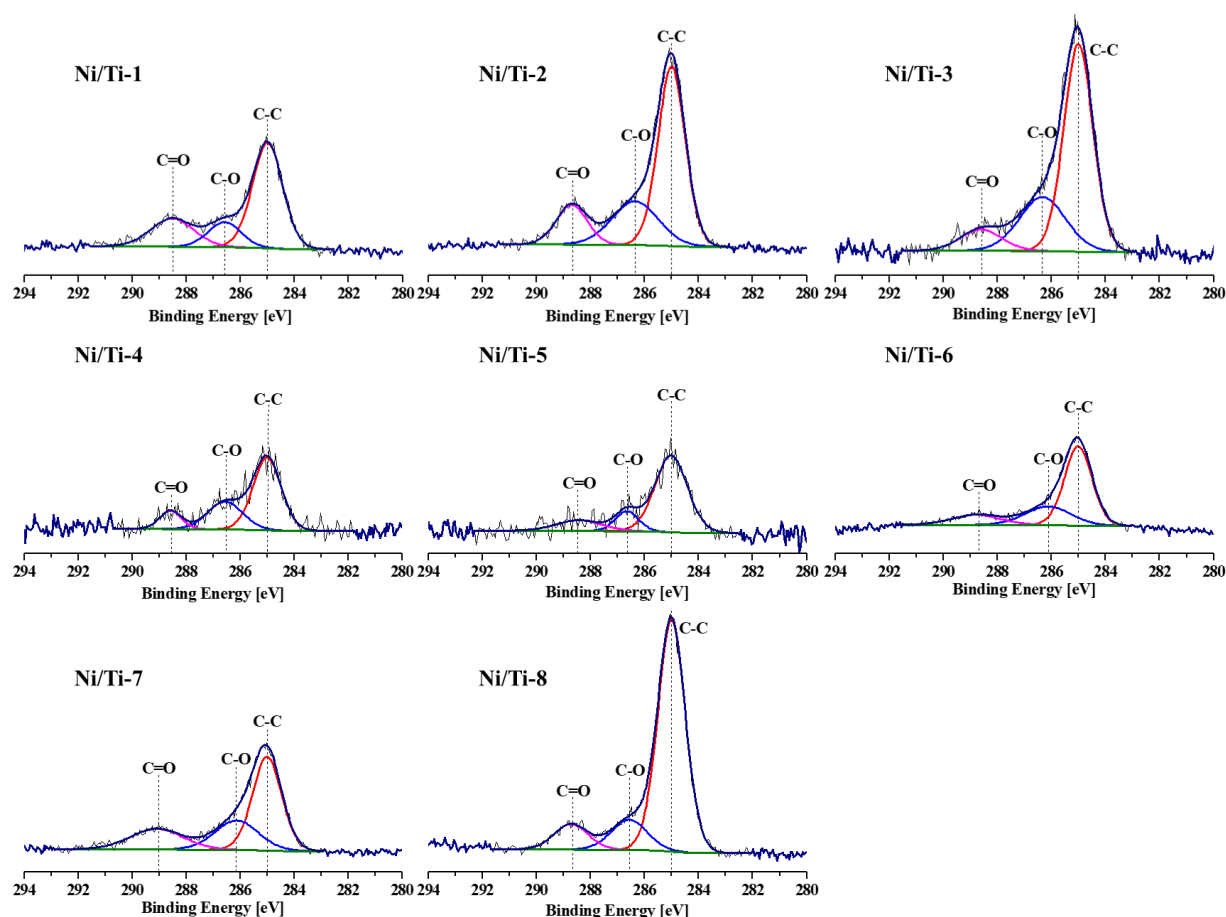 Ni/Ti-1
C=O
C-O
C-C
294 292 290 288 286 284 282 280
Binding Energy [eV]
Ni/Ti-2
C=O
C-O
C-C
294 292 290 288 286 284 282 280
Binding Energy [eV]
Ni/Ti-3
C=O
C-O
C-C
294 292 290 288 286 284 282 280
Binding Energy [eV]
Ni/Ti-4
C=O
C-O
C-C
294 292 290 288 286 284 282 280
Binding Energy [eV]
Ni/Ti-5
C=O
C-O
C-C
294 292 290 288 286 284 282 280
Binding Energy [eV]
Ni/Ti-6
C=O
C-O
C-C
294 292 290 288 286 284 282 280
Binding Energy [eV]
Ni/Ti-7
C=O
C-O
C-C
294 292 290 288 286 284 282 280
Binding Energy [eV]
Ni/Ti-8
C=O
C-O
C-C
294 292 290 288 286 284 282 280
Binding Energy [eV]